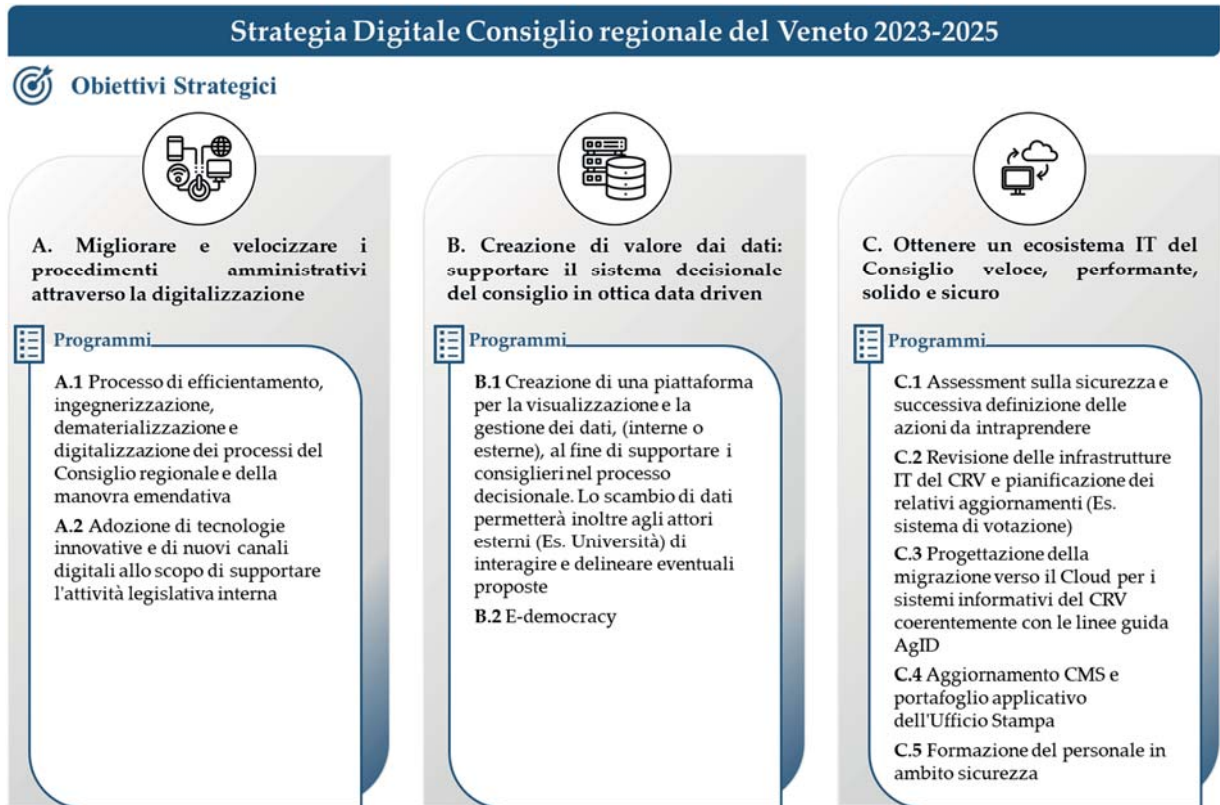 Strategia Digitale Consiglio regionale del Veneto 2023-2025
Obiettivi Strategici
A. Migliorare e velocizzare i
procedimenti amministrativi
attraverso la digitalizzazione
Programmi
A.1 Processo di efficientamento,
ingegnerizzazione,
dematerializzazione e
digitalizzazione dei processi del
Consiglio regionale e della
manovra emendativa
A.2 Adozione di tecnologie
innovative e di nuovi canali
digitali allo scopo di supportare
l'attività legislativa interna
B. Creazione di valore dai dati:
supportare il sistema decisionale
del consiglio in ottica data driven
Programmi
B.1 Creazione di una piattaforma
per la visualizzazione e la
gestione dei dati, (interne o
esterne), al fine di supportare i
consiglieri nel processo
decisionale. Lo scambio di dati
permetterà inoltre agli attori
esterni (Es. Università) di
interagire e delineare eventuali
proposte
B.2 E-democracy
C. Ottenere un ecosistema IT del
Consiglio veloce, performante,
solido e sicuro
Programmi
C.1 Assessment sulla sicurezza e
successiva definizione delle
azioni da intraprendere
C.2 Revisione delle infrastrutture
IT del CRV e pianificazione dei
relativi aggiornamenti (Es.
sistema di votazione)
C.3 Progettazione della
migrazione verso il Cloud per i
sistemi informativi del CRV
coerentemente con le linee guida
AgID
C.4 Aggiornamento CMS e
portafoglio applicativo
dell'Ufficio Stampa
C.5 Formazione del personale in
ambito sicurezza